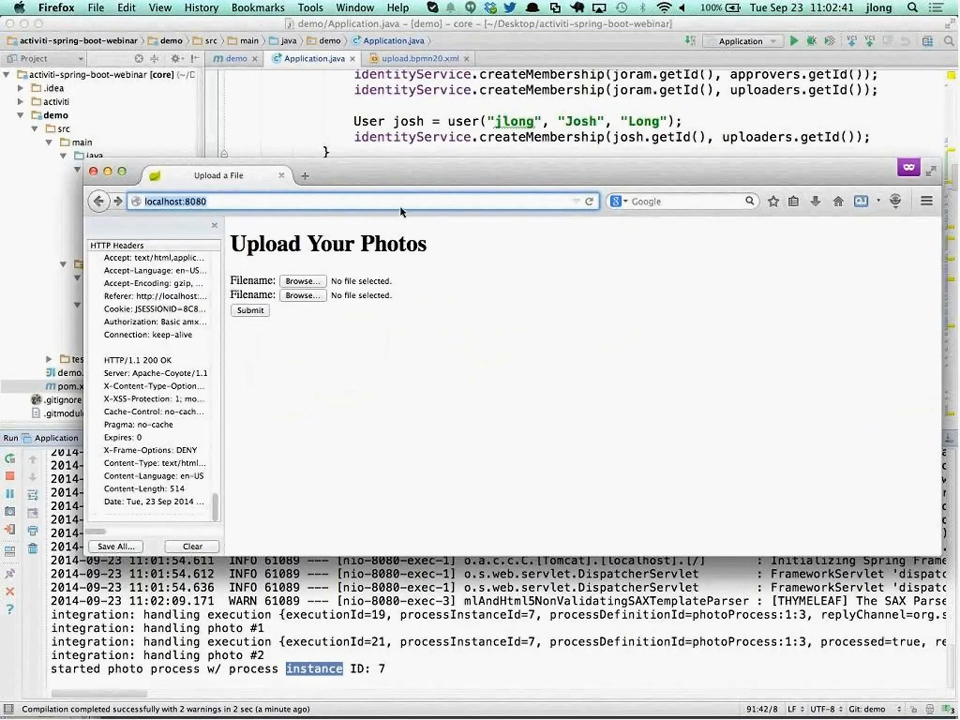 Firefox File Edit View History Bookmarks Tools Window Help 100% Tue Sep 23 11:02:41 jlong
demo/Application.java - [demo] - core - [~/Desktop/activiti-spring-boot-webinar]
activiti-spring-boot-webinar demo src main java demo Application.java Application
Project demo Application.java upload.bpmn20.xml
activiti-spring-boot-webinar [core] (~/D
.idea
activiti
demo
src
main
java
identityService.createMembership(joram.getId(), approvers.getId());
identityService.createMembership(joram.getId(), uploaders.getId());
User josh = user("jlong", "Josh", "Long");
identityService.createMembership(josh.getId(), uploaders.getId());
}
Upload a File
localhost:8080 Google
HTTP Headers
Accept: text/html,applic...
Accept-Language: en-US...
Accept-Encoding: gzip, ...
Referer: http://localhost:...
Cookie: JSESSIONID=8C8...
Authorization: Basic amx...
Connection: keep-alive
HTTP/1.1 200 OK
Server: Apache-Coyote/1.1
X-Content-Type-Option...
X-XSS-Protection: 1; mo...
Cache-Control: no-cach...
Pragma: no-cache
Expires: 0
X-Frame-Options: DENY
Content-Type: text/html...
Content-Language: en-US
Content-Length: 514
Date: Tue, 23 Sep 2014 ...
Save All... Clear
Upload Your Photos
Filename: Browse... No file selected.
Filename: Browse... No file selected.
Submit
tes
demo.
pom.x
.gitignore
.gitmodu
Run Application
2014-
2014-
2014-
2014-
2014-
2014-
2014-
2014-
2014-09-23 11:01:54.611 INFO 61089 --- [nio-8080-exec-1] o.a.c.c.C.[Tomcat].[localhost].[/] : Initializing Spring Frame
2014-09-23 11:01:54.612 INFO 61089 --- [nio-8080-exec-1] o.s.web.servlet.DispatcherServlet : FrameworkServlet 'dispatc
2014-09-23 11:01:54.636 INFO 61089 --- [nio-8080-exec-1] o.s.web.servlet.DispatcherServlet : FrameworkServlet 'dispatc
2014-09-23 11:02:09.171 WARN 61089 --- [nio-8080-exec-3] mlAndHtml5NonValidatingSAXTemplateParser : [THYMELEAF] The SAX Parse
integration: handling execution {executionId=19, processInstanceId=7, processDefinitionId=photoProcess:1:3, replyChannel=org.s
integration: handling photo #1
integration: handling execution {executionId=21, processInstanceId=7, processDefinitionId=photoProcess:1:3, processed=true, re
integration: handling photo #2
started photo process w/ process instance ID: 7
Compilation completed successfully with 2 warnings in 2 sec (a minute ago) 91:42/8 LF UTF-8 Git: demo